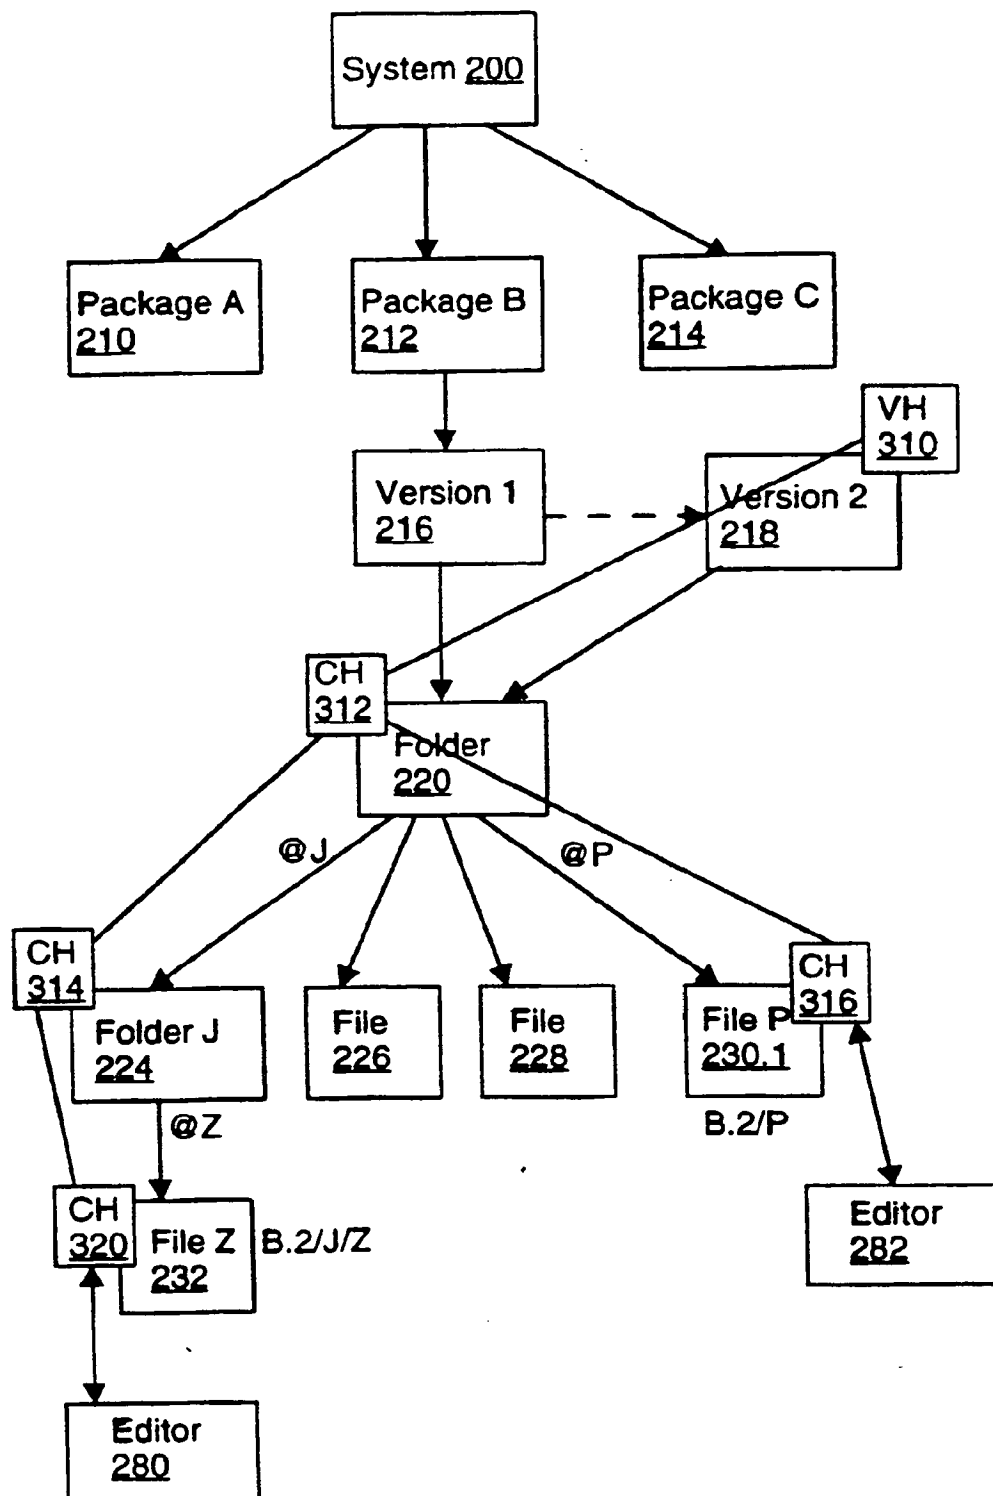 System 200
Package A
210
Package B
212
Package C
214
VH
310
Version 1
216
Version 2
218
CH
312
Folder
220
@J
@P
CH
314
Folder J
224
File
226
File
228
File P
230.1
CH
316
B.2/P
@Z
CH
320
File Z
232
B.2/J/Z
Editor
282
Editor
280